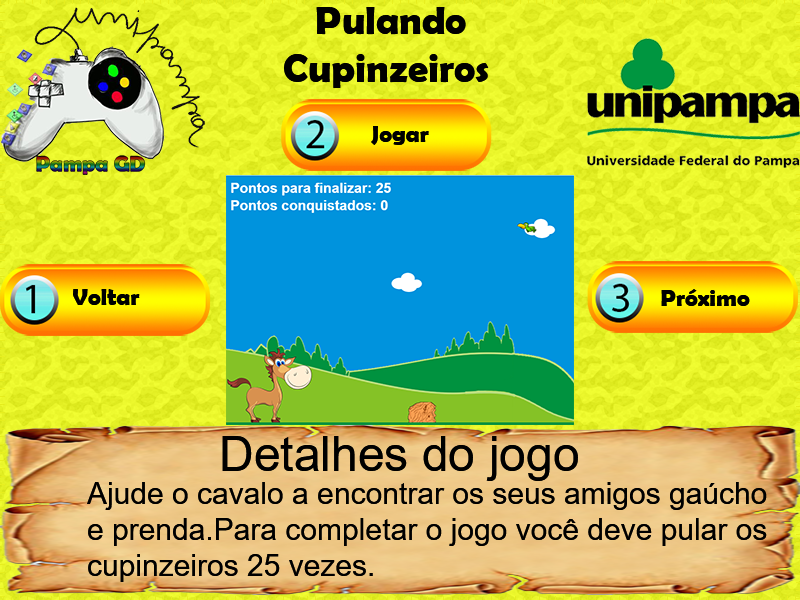 unipampa
Pampa GD
Pulando
Cupinzeiros
unipampa
Universidade Federal do Pampa
2 Jogar
Pontos para finalizar: 25
Pontos conquistados: 0
1 Voltar
3 Próximo
Detalhes do jogo
Ajude o cavalo a encontrar os seus amigos gaúcho
e prenda.Para completar o jogo você deve pular os
cupinzeiros 25 vezes.